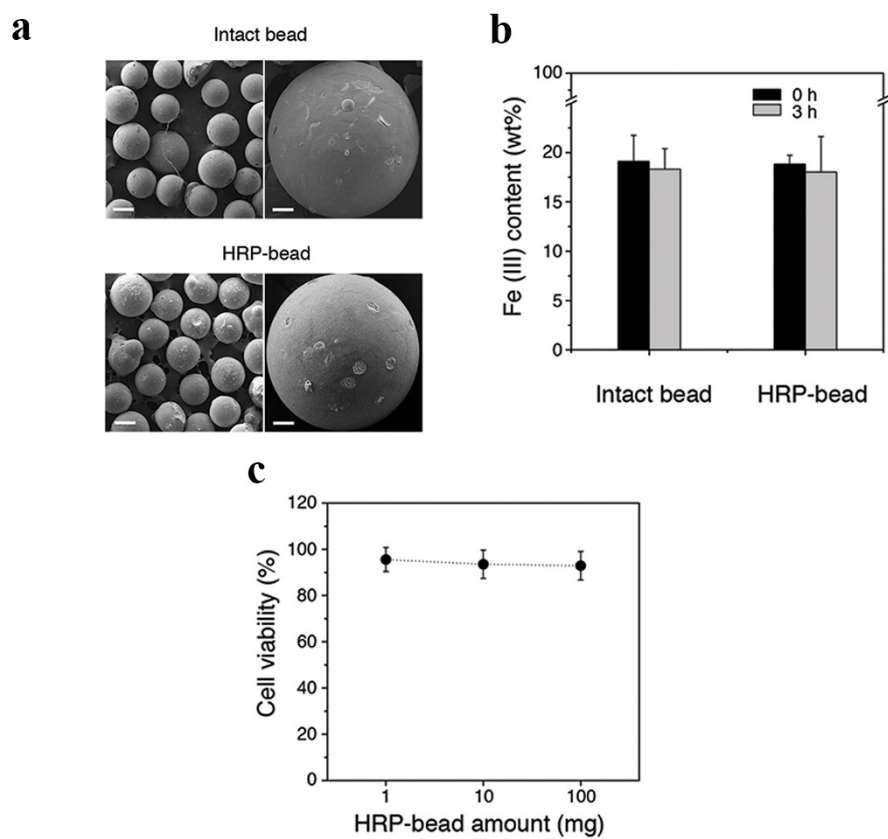 a
Intact bead
HRP-bead
b
Fe (III) content (wt%)
100
20
15
10
5
0
0 h
3 h
Intact bead
HRP-bead
c
Cell viability (%)
120
100
80
60
40
20
0
1
10
100
HRP-bead amount (mg)